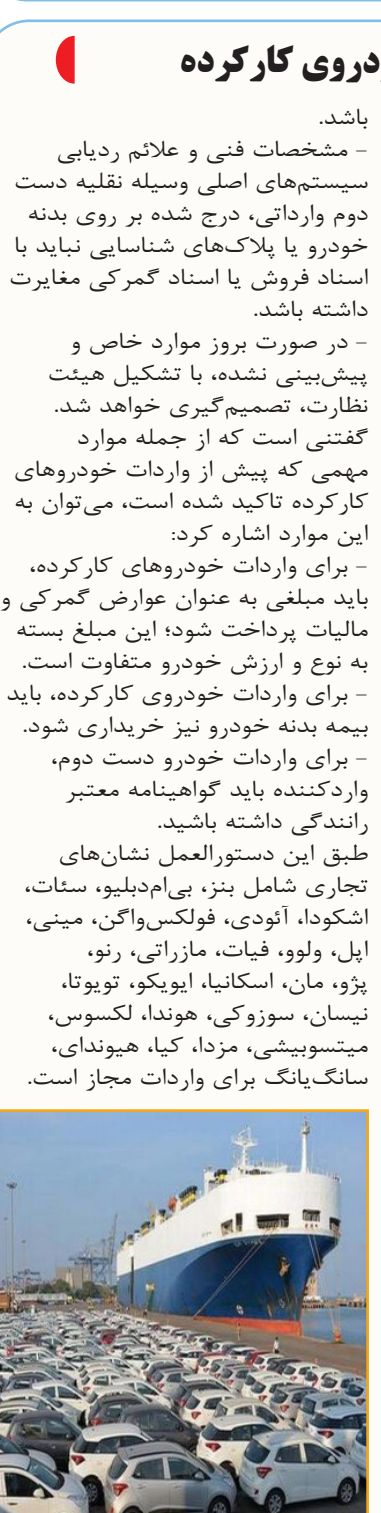 دروی کارکرده
باشد.
- مشخصات فنی و علائم ردیابی
سیستم‌های اصلی وسیله نقلیه دست
دوم وارداتی، درج شده بر روی بدنه
خودرو یا پلاک‌های شناسایی نباید با
اسناد فروش یا اسناد گمرکی مغایرت
داشته باشد.
- در صورت بروز موارد خاص و
پیش‌بینی نشده، با تشکیل هیئت
نظارت، تصمیم‌گیری خواهد شد.
گفتنی است که از جمله موارد
مهمی که پیش از واردات خودروهای
کارکرده تاکید شده است، می‌توان به
این موارد اشاره کرد:
- برای واردات خودروهای کارکرده،
باید مبلغی به عنوان عوارض گمرکی و
مالیات پرداخت شود؛ این مبلغ بسته
به نوع و ارزش خودرو متفاوت است.
- برای واردات خودروی کارکرده، باید
بیمه بدنه خودرو نیز خریداری شود.
- برای واردات خودرو دست دوم،
واردکننده باید گواهینامه معتبر
رانندگی داشته باشید.
طبق این دستورالعمل نشان‌های
تجاری شامل بنز، بی‌ام‌دبلیو، سئات،
اشکودا، آئودی، فولکس‌واگن، مینی،
اپل، ولوو، فیات، مازراتی، رنو،
پژو، مان، اسکانیا، ایویکو، تویوتا،
نیسان، سوزوکی، هوندا، لکسوس،
میتسوبیشی، مزدا، کیا، هیوندای،
سانگ‌یانگ برای واردات مجاز است.